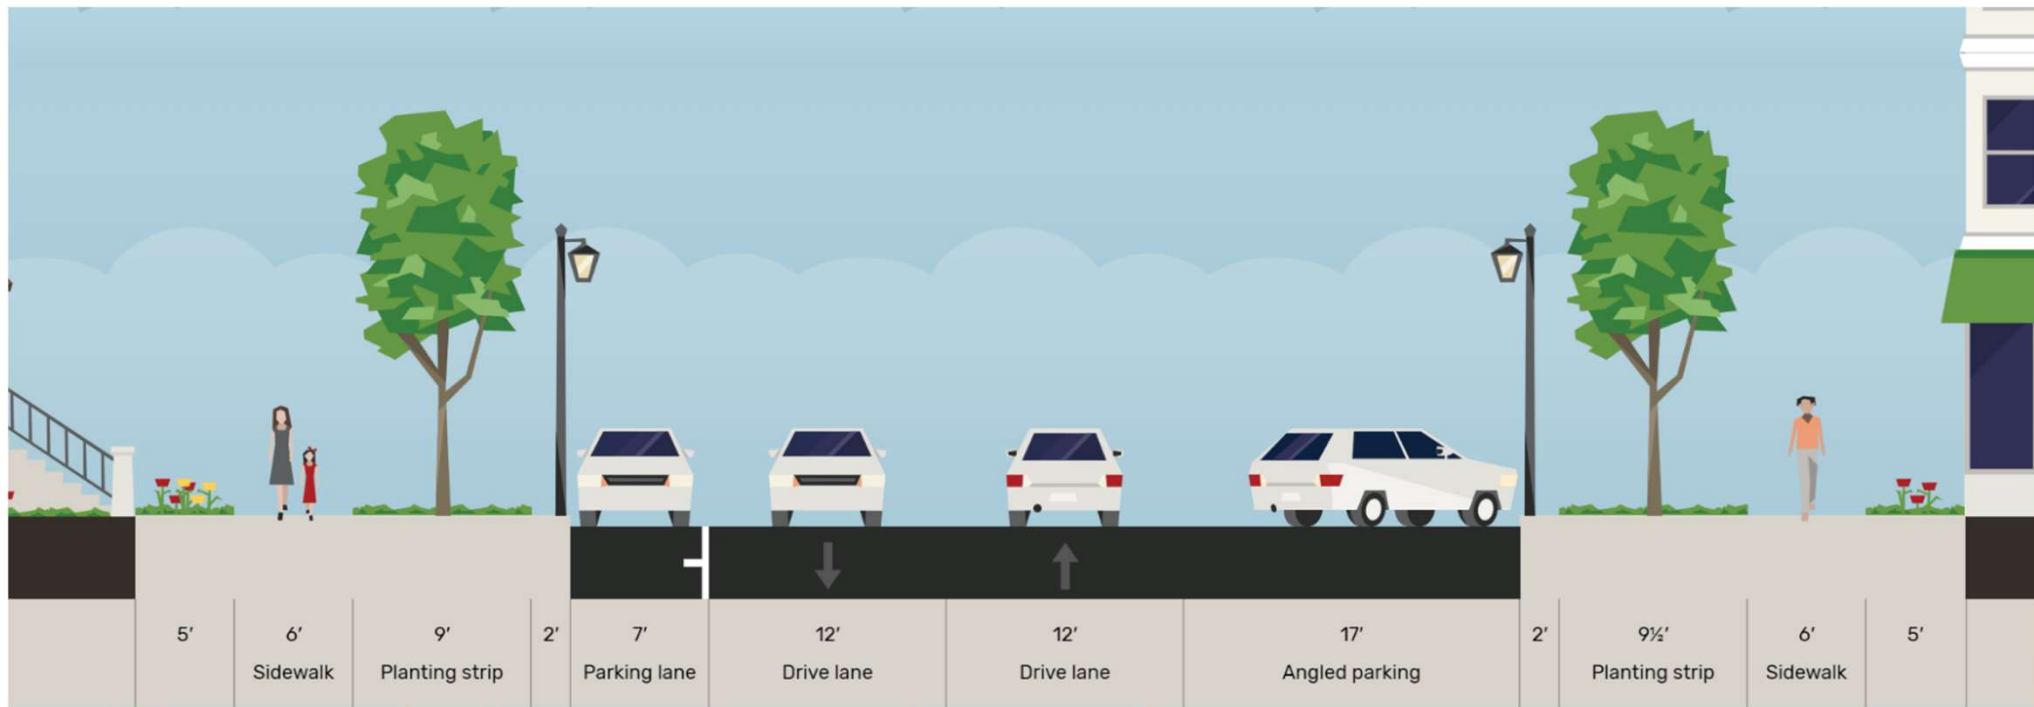 5′ 6′ 9′ 2′ 7′ 12′ 12′ 17′ 2′ 9½′ 6′ 5′
Sidewalk Planting strip Parking lane Drive lane Drive lane Angled parking Planting strip Sidewalk